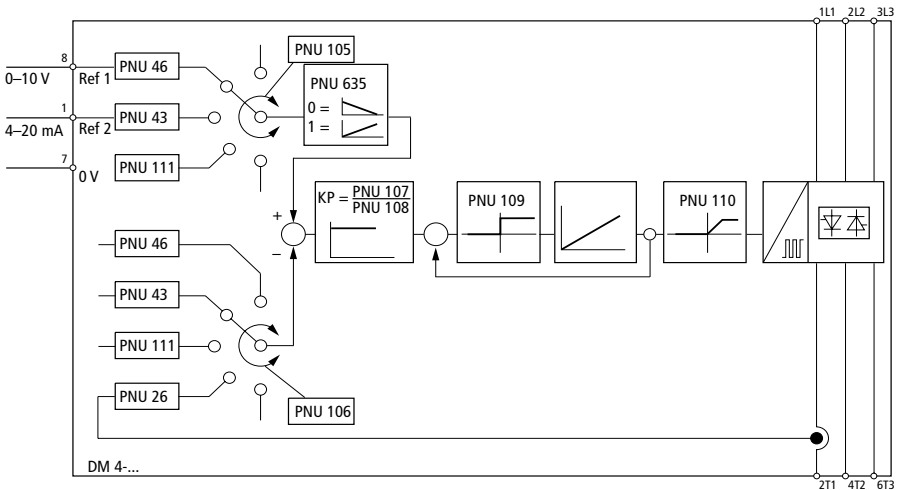 1L1 2L2 3L3
8
0–10 V
Ref 1
PNU 46
PNU 105
PNU 635
0 =
1 =
1
4–20 mA
Ref 2
PNU 43
7
0 V
PNU 111
+
–
KP = PNU 107
PNU 108
PNU 109
PNU 110
PNU 46
PNU 43
PNU 111
PNU 26
PNU 106
DM 4-...
2T1 4T2 6T3